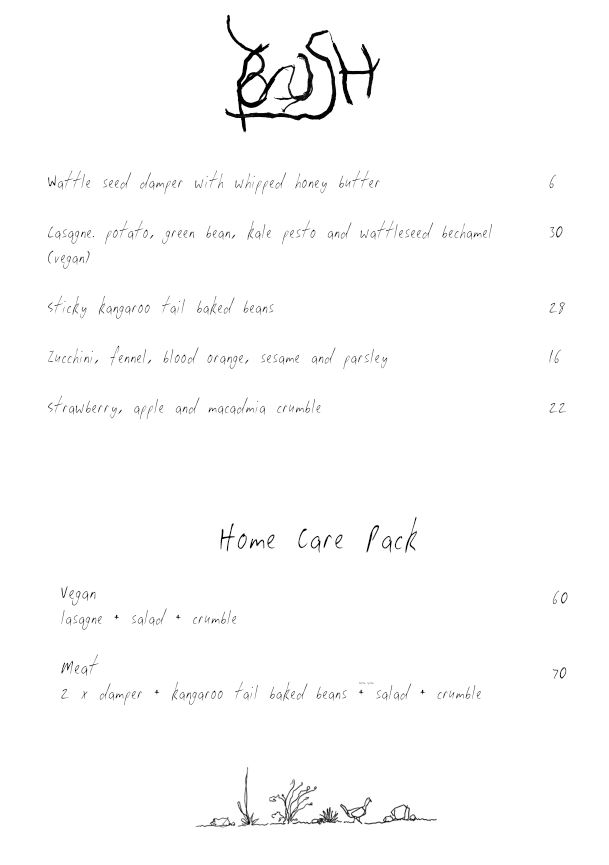 BUSH
Wattle seed damper with whipped honey butter 6
Lasagne. potato, green bean, kale pesto and wattleseed bechamel 30
(vegan)
Sticky kangaroo tail baked beans 28
Zucchini, fennel, blood orange, sesame and parsley 16
Strawberry, apple and macadmia crumble 22
Home Care Pack
Vegan 60
lasagne + salad + crumble
Meat 70
2 x damper + kangaroo tail baked beans + salad + crumble